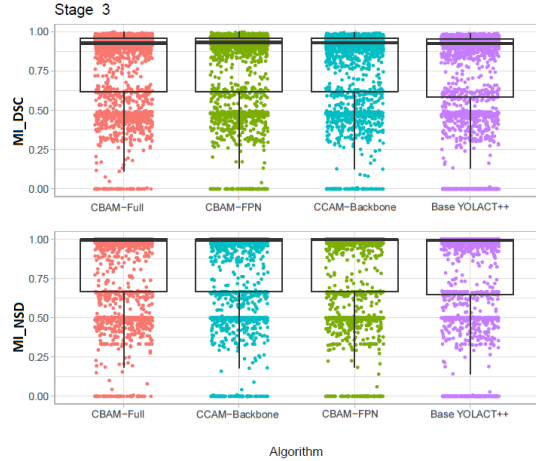 Stage 3
MI_DSC
1.00
0.75
0.50
0.25
0.00
CBAM-Full CBAM-FPN CCAM-Backbone Base YOLACT++
MI_NSD
1.00
0.75
0.50
0.25
0.00
CBAM-Full CCAM-Backbone CBAM-FPN Base YOLACT++
Algorithm